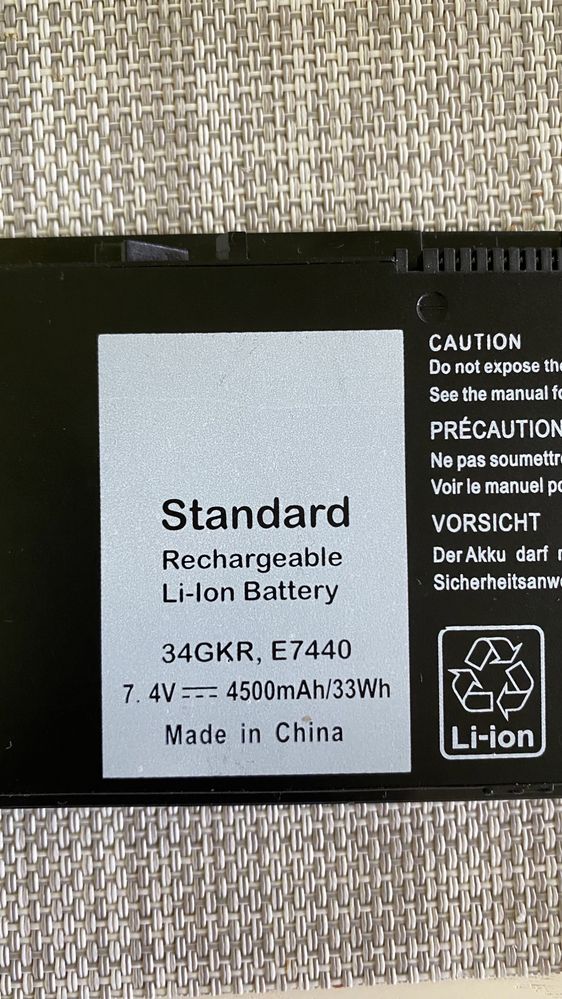 Standard
Rechargeable
Li-Ion Battery
34GKR, E7440
7.4V 4500mAh/33Wh
Made in China
CAUTION
Do not expose the
See the manual fo
PRÉCAUTION
Ne pas soumettre
Voir le manuel po
VORSICHT
Der Akku darf
Sicherheitsanwe
Li-ion